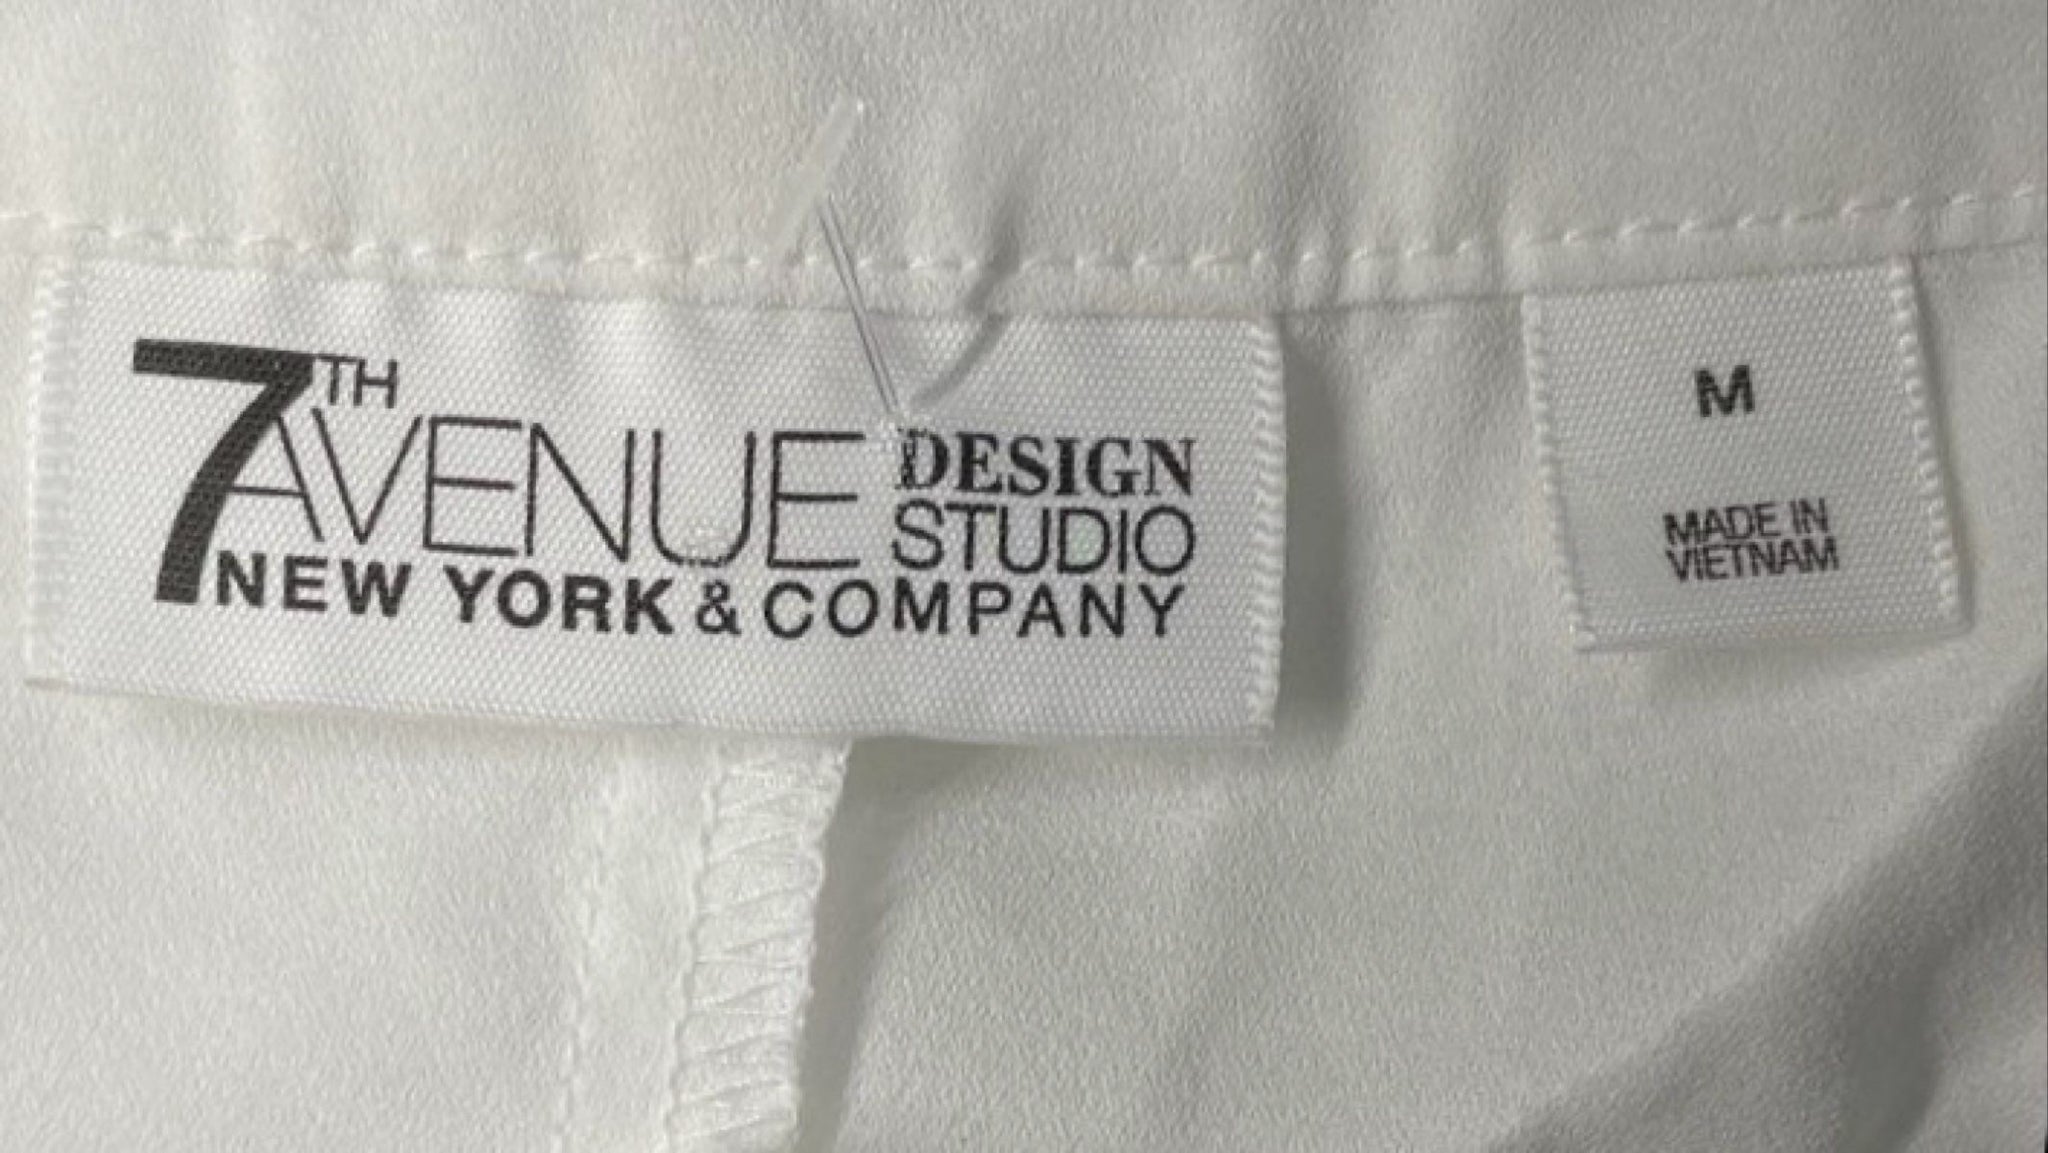 7TH
AVENUE DESIGN
STUDIO
NEW YORK & COMPANY
M
MADE IN
VIETNAM